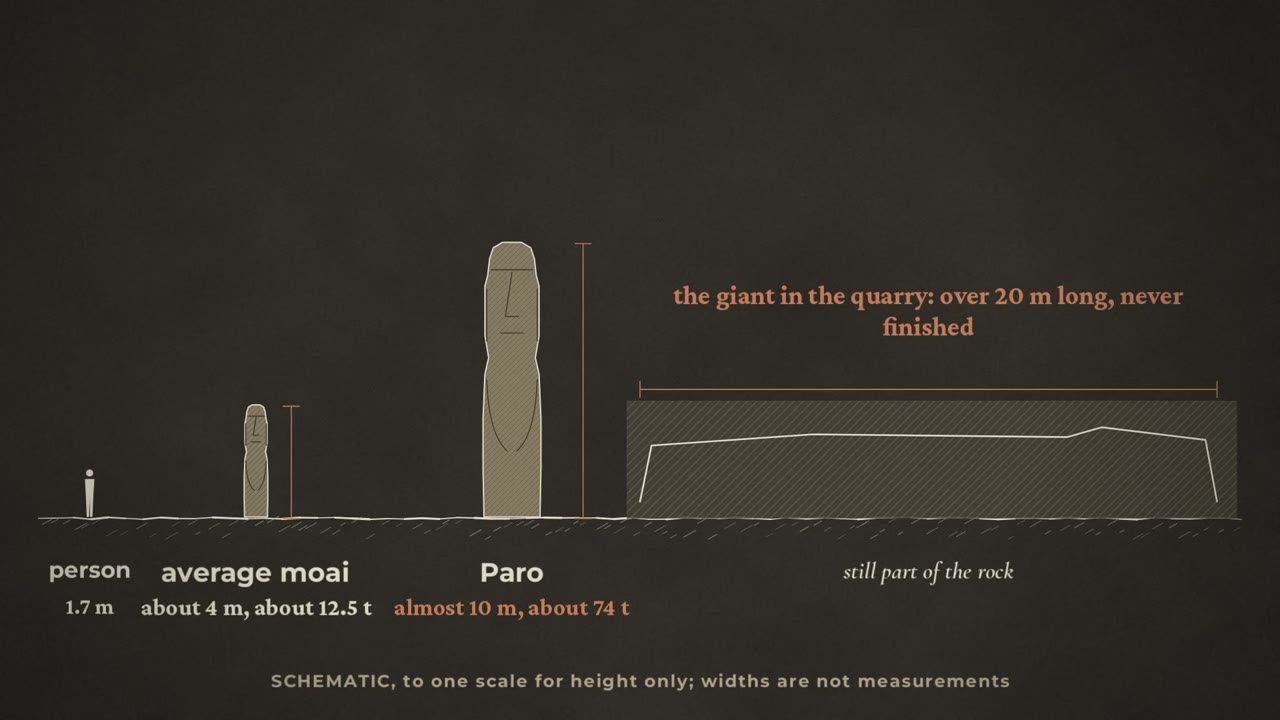 the giant in the quarry: over 20 m long, never
finished
person
1.7 m
average moai
about 4 m, about 12.5 t
Paro
almost 10 m, about 74 t
still part of the rock
SCHEMATIC, to one scale for height only; widths are not measurements